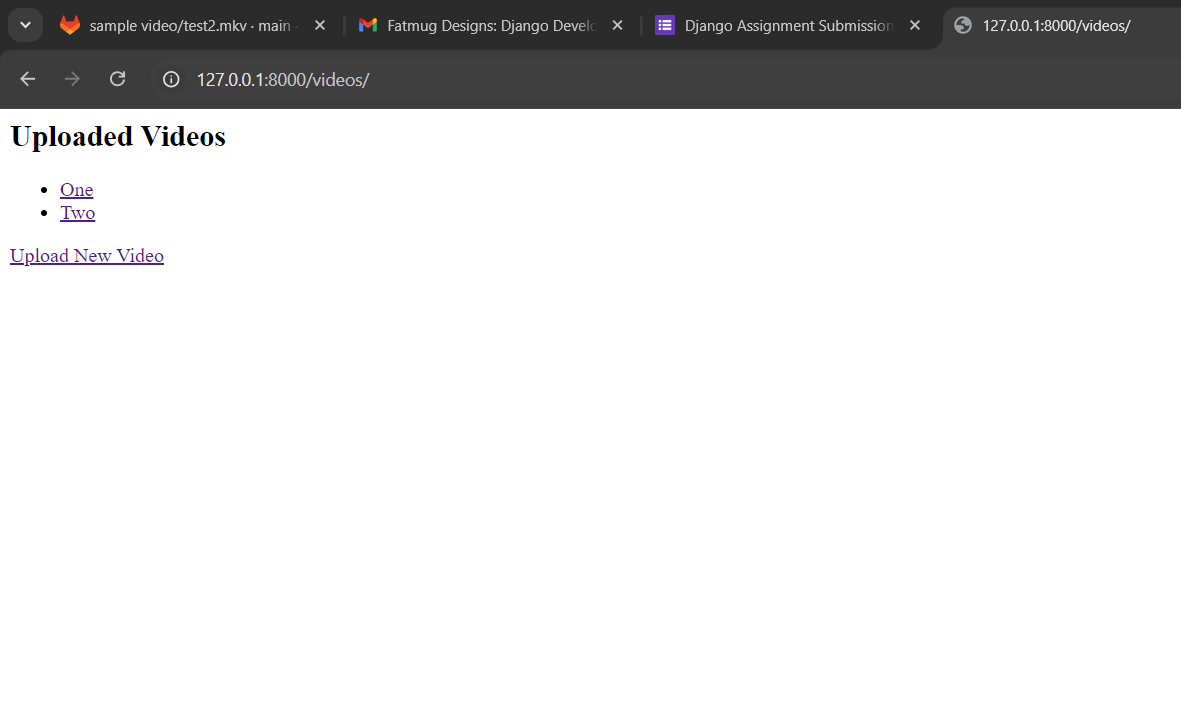 sample video/test2.mkv · main
Fatmug Designs: Django Develo
Django Assignment Submission
127.0.0.1:8000/videos/
127.0.0.1:8000/videos/
Uploaded Videos
One
Two
Upload New Video